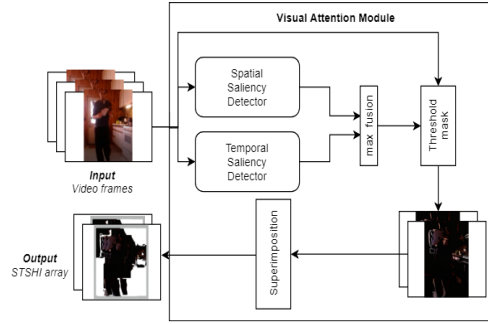 Visual Attention Module
Spatial
Saliency
Detector
Temporal
Saliency
Detector
max fusion
Threshold
mask
Input
Video frames
Superimposition
Output
STSHI array